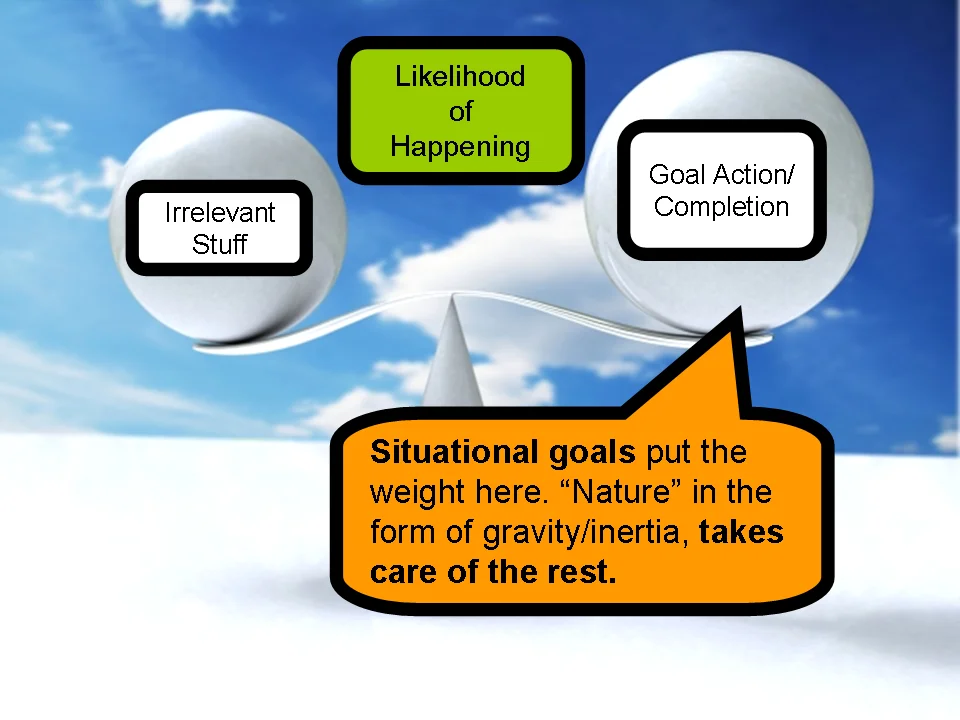 Likelihood
of
Happening
Irrelevant
Stuff
Goal Action/
Completion
Situational goals put the
weight here. “Nature” in the
form of gravity/inertia, takes
care of the rest.